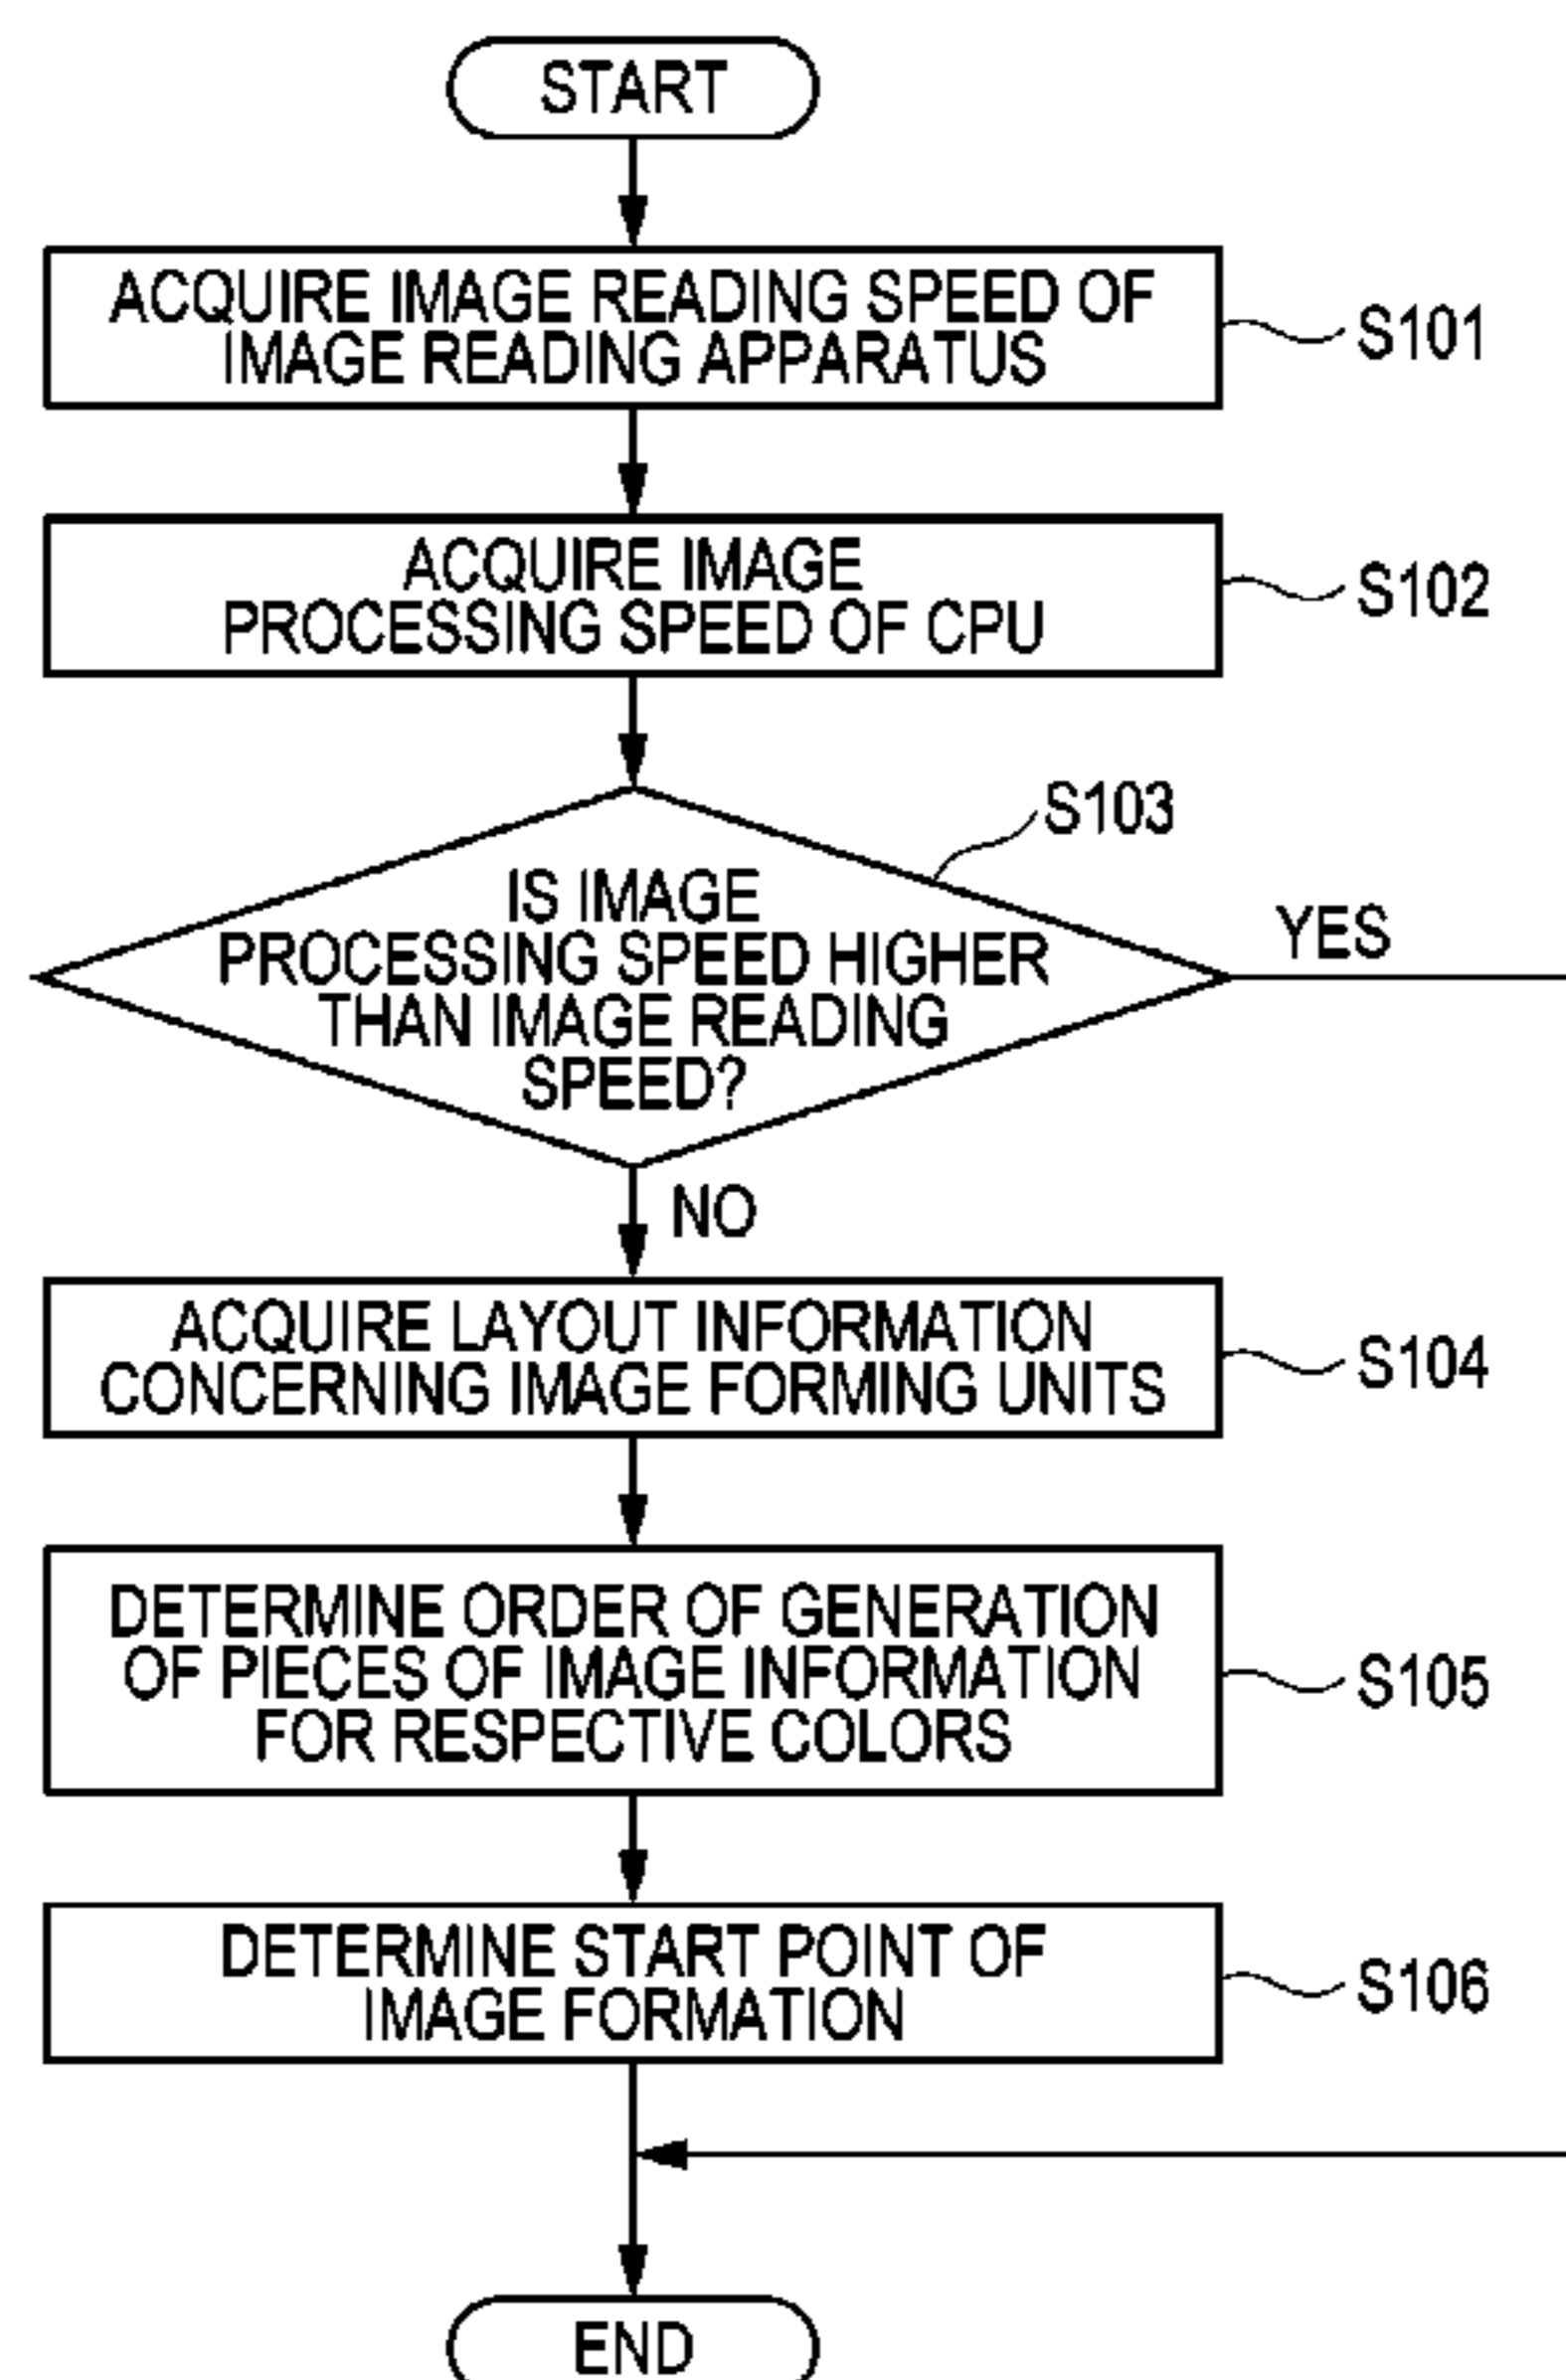 START
ACQUIRE IMAGE READING SPEED OF
IMAGE READING APPARATUS
S101
ACQUIRE IMAGE
PROCESSING SPEED OF CPU
S102
S103
IS IMAGE
PROCESSING SPEED HIGHER
THAN IMAGE READING
SPEED?
YES
NO
ACQUIRE LAYOUT INFORMATION
CONCERNING IMAGE FORMING UNITS
S104
DETERMINE ORDER OF GENERATION
OF PIECES OF IMAGE INFORMATION
FOR RESPECTIVE COLORS
S105
DETERMINE START POINT OF
IMAGE FORMATION
S106
END